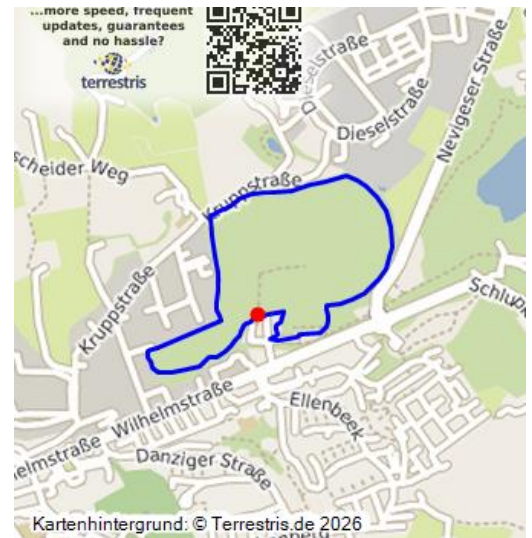 ...more speed, frequent
updates, guarantees
and no hassle?
terrestris
Dieselstraße
Dieselstraße
Nevigeser Straße
scheider Weg
Kruppstraße
Kruppstraße
Schlu
Wilhelmstraße
elmstraße
Ellenbeek
Danziger Straße
Kartenhintergrund: © Terrestris.de 2026